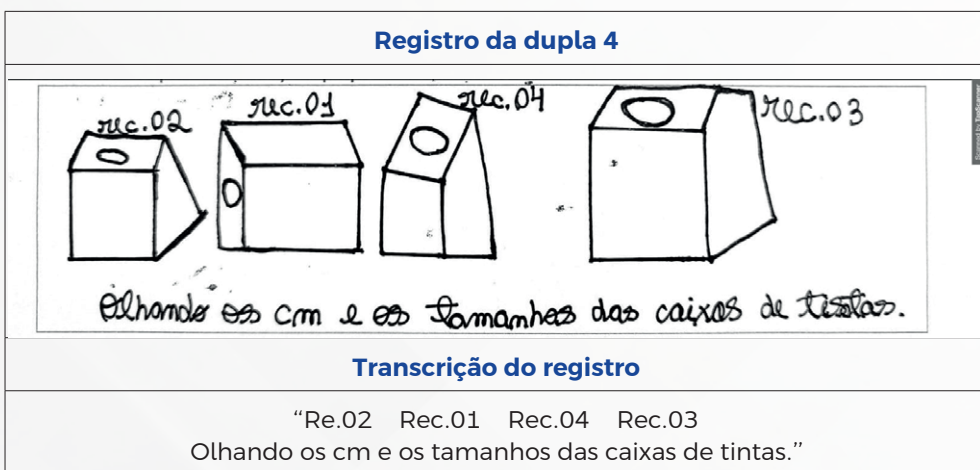 Registro da dupla 4
rec.02 rec.01 rec.04 rec.03
Olhando os cm e os tamanhos das caixas de
Transcrição do registro
“Re.02 Rec.01 Rec.04 Rec.03
Olhando os cm e os tamanhos das caixas de tintas.”